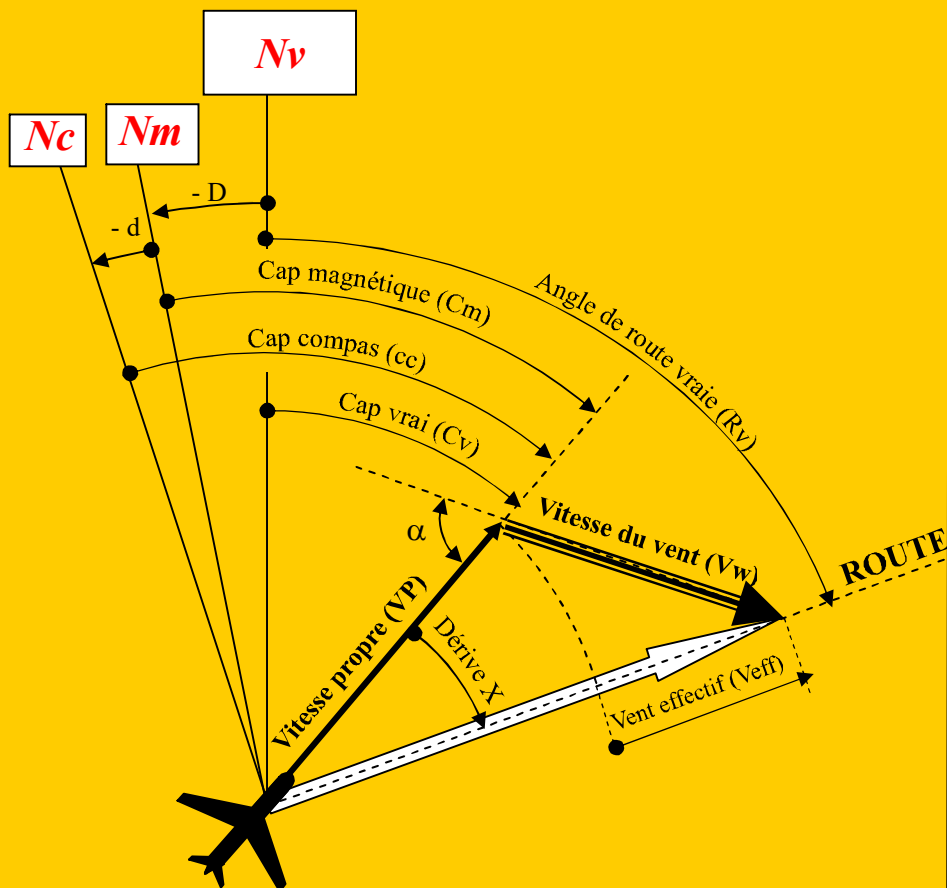 Nv
Nc
Nm
- D
- d
Cap magnétique (Cm)
Angle de route vraie (Rv)
Cap compas (cc)
Cap vrai (Cv)
α
Vitesse du vent (Vw)
ROUTE
Vitesse propre (VP)
Dérive X
Vent effectif (Veff)